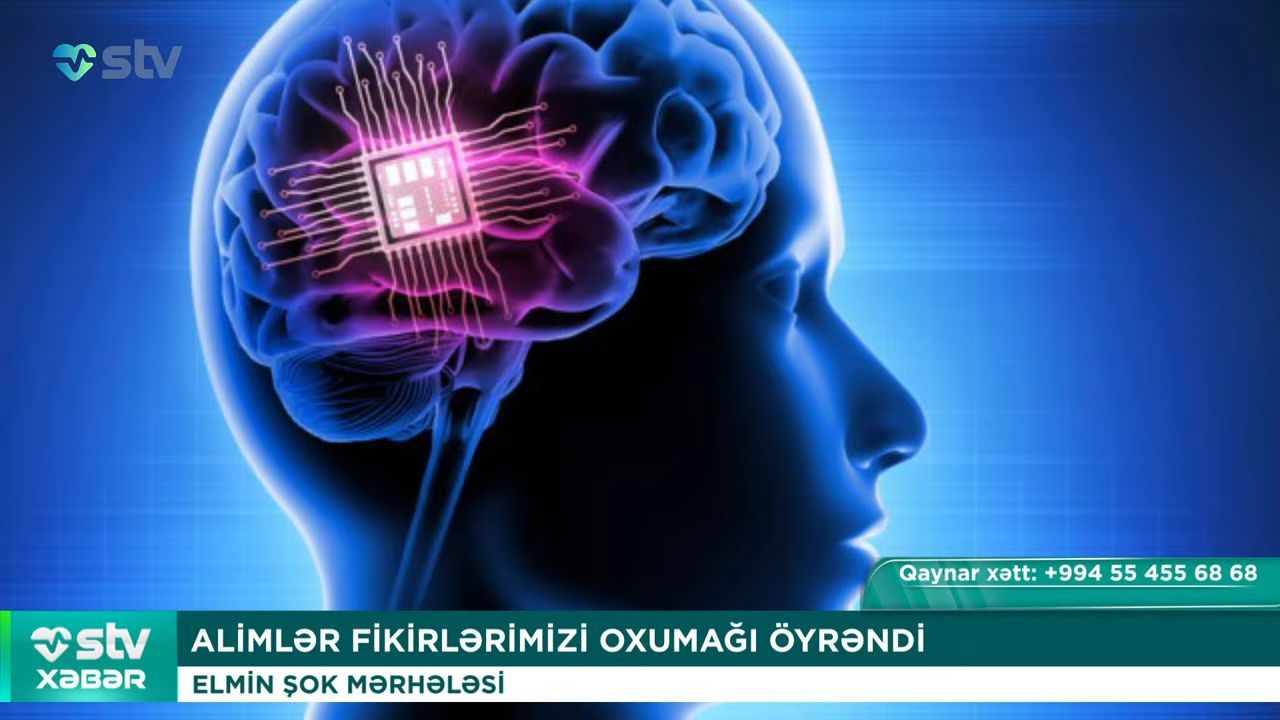 stv
Qaynar xətt: +994 55 455 68 68
stv
XƏBƏR
ALİMLƏR FİKİRLƏRİMİZİ OXUMAĞI ÖYRƏNDİ
ELMİN ŞOK MƏRHƏLƏSİ